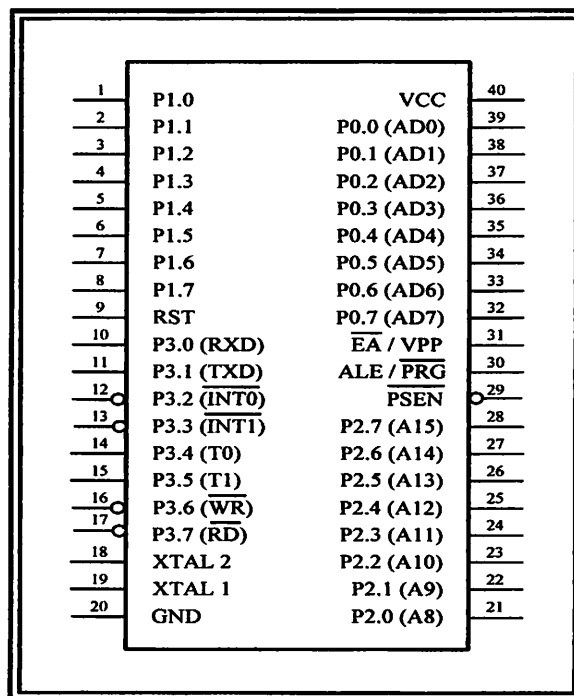 1 P1.0 VCC 40
2 P1.1 P0.0 (AD0) 39
3 P1.2 P0.1 (AD1) 38
4 P1.3 P0.2 (AD2) 37
5 P1.4 P0.3 (AD3) 36
6 P1.5 P0.4 (AD4) 35
7 P1.6 P0.5 (AD5) 34
8 P1.7 P0.6 (AD6) 33
9 RST P0.7 (AD7) 32
10 P3.0 (RXD) E̅A̅ / VPP 31
11 P3.1 (TXD) ALE / P̅R̅G̅ 30
12 P3.2 (I̅N̅T̅0̅) P̅S̅E̅N̅ 29
13 P3.3 (I̅N̅T̅1̅) P2.7 (A15) 28
14 P3.4 (T0) P2.6 (A14) 27
15 P3.5 (T1) P2.5 (A13) 26
16 P3.6 (W̅R̅) P2.4 (A12) 25
17 P3.7 (R̅D̅) P2.3 (A11) 24
18 XTAL 2 P2.2 (A10) 23
19 XTAL 1 P2.1 (A9) 22
20 GND P2.0 (A8) 21